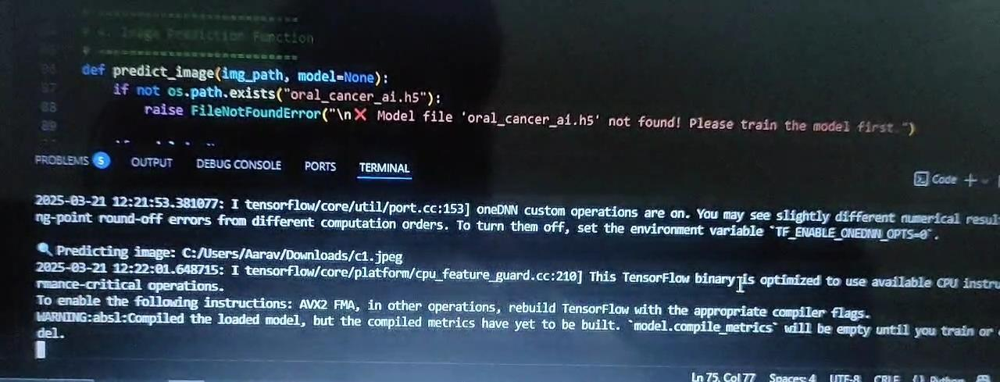 # ============================
# 4. Image Prediction Function
# ============================
86 def predict_image(img_path, model=None):
87 if not os.path.exists("oral_cancer_ai.h5"):
88 raise FileNotFoundError("\n❌ Model file 'oral_cancer_ai.h5' not found! Please train the model first.")
89
PROBLEMS 5 OUTPUT DEBUG CONSOLE PORTS TERMINAL
Code
2025-03-21 12:21:53.381077: I tensorflow/core/util/port.cc:153] oneDNN custom operations are on. You may see slightly different numerical resul
ng-point round-off errors from different computation orders. To turn them off, set the environment variable `TF_ENABLE_ONEDNN_OPTS=0`.
🔍 Predicting image: C:/Users/Aarav/Downloads/c1.jpeg
2025-03-21 12:22:01.648715: I tensorflow/core/platform/cpu_feature_guard.cc:210] This TensorFlow binary is optimized to use available CPU instru
rmance-critical operations.
To enable the following instructions: AVX2 FMA, in other operations, rebuild TensorFlow with the appropriate compiler flags.
WARNING:absl:Compiled the loaded model, but the compiled metrics have yet to be built. `model.compile_metrics` will be empty until you train or
del.
Ln 75, Col 77 Spaces: 4 UTF-8 CRLF {} Python